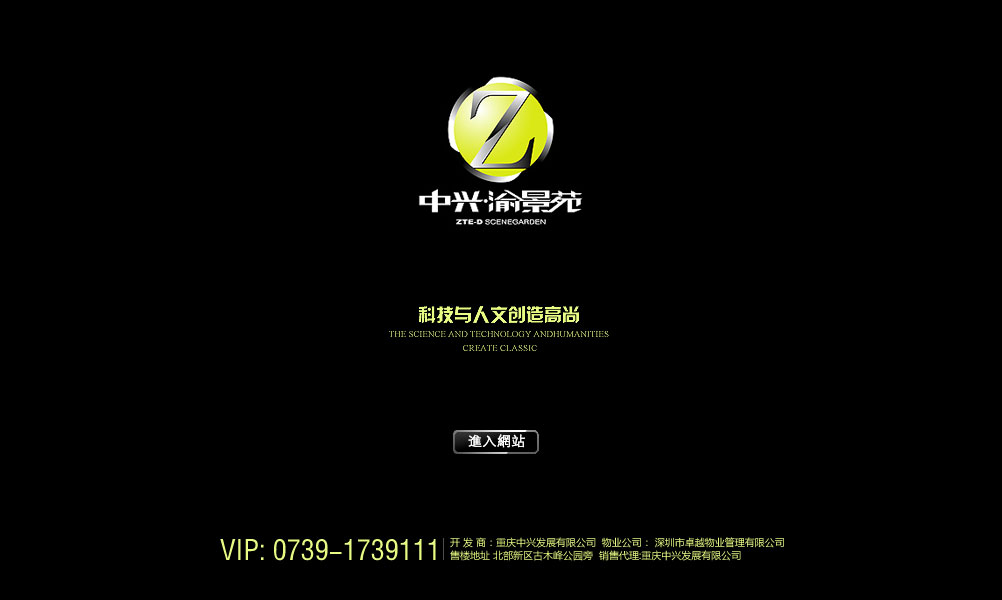 Z
中兴·渝景苑
ZTE-D SCENEGARDEN
科技与人文创造高尚
THE SCIENCE AND TECHNOLOGY ANDHUMANITIES
CREATE CLASSIC
進入網站
VIP: 0739-1739111
开 发 商：重庆中兴发展有限公司 物业公司： 深圳市卓越物业管理有限公司
售楼地址 北部新区古木峰公园旁 销售代理:重庆中兴发展有限公司